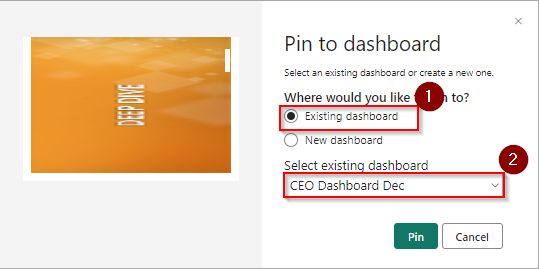 DEEP DIVE
Pin to dashboard
Select an existing dashboard or create a new one.
Where would you like to?
1
Existing dashboard
New dashboard
Select existing dashboard
2
CEO Dashboard Dec
Pin
Cancel